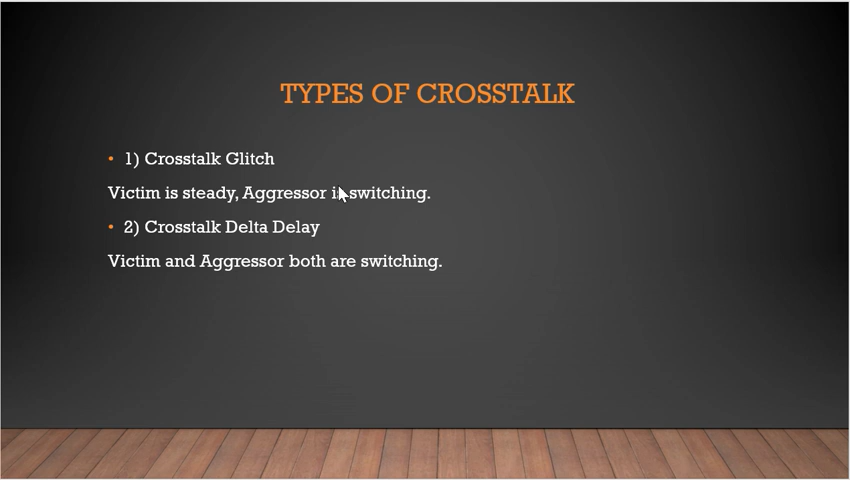 TYPES OF CROSSTALK
• 1) Crosstalk Glitch
Victim is steady, Aggressor is switching.
• 2) Crosstalk Delta Delay
Victim and Aggressor both are switching.